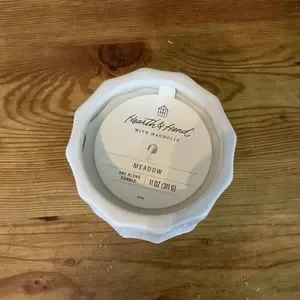 Hearth & Hand
WITH MAGNOLIA
MEADOW
SOY BLEND
CANDLE
11 OZ (311 G)